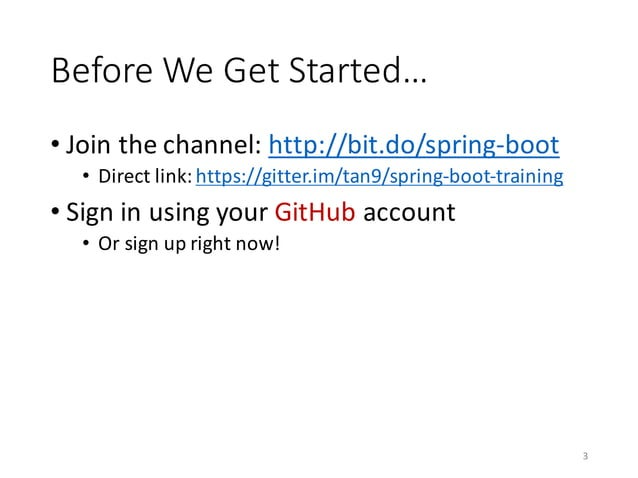 Before We Get Started…
• Join the channel: http://bit.do/spring-boot
• Direct link: https://gitter.im/tan9/spring-boot-training
• Sign in using your GitHub account
• Or sign up right now!
3